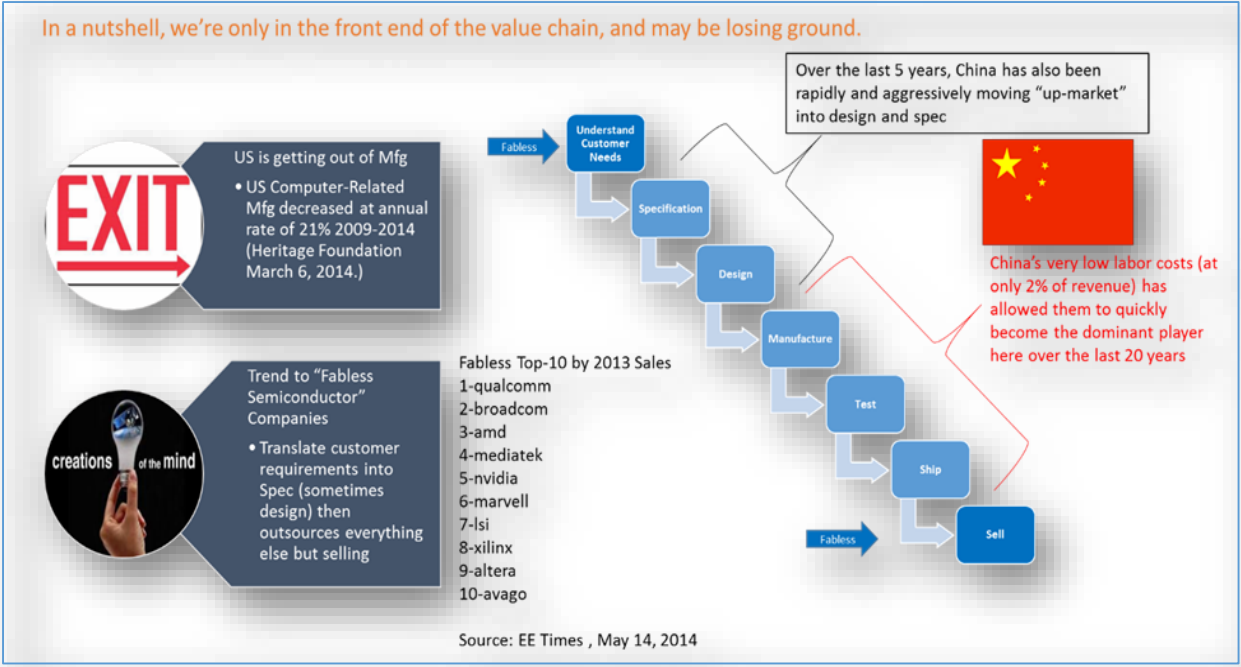 In a nutshell, we're only in the front end of the value chain, and may be losing ground.
EXIT
US is getting out of Mfg
• US Computer-Related
Mfg decreased at annual
rate of 21% 2009-2014
(Heritage Foundation
March 6, 2014.)
creations of the mind
Trend to "Fabless
Semiconductor"
Companies
• Translate customer
requirements into
Spec (sometimes
design) then
outsources everything
else but selling
Fabless Top-10 by 2013 Sales
1-qualcomm
2-broadcom
3-amd
4-mediatek
5-nvidia
6-marvell
7-lsi
8-xilinx
9-altera
10-avago
Source: EE Times , May 14, 2014
Fabless
Understand
Customer
Needs
Specification
Design
Manufacture
Test
Ship
Fabless
Sell
Over the last 5 years, China has also been
rapidly and aggressively moving "up-market"
into design and spec
China's very low labor costs (at
only 2% of revenue) has
allowed them to quickly
become the dominant player
here over the last 20 years